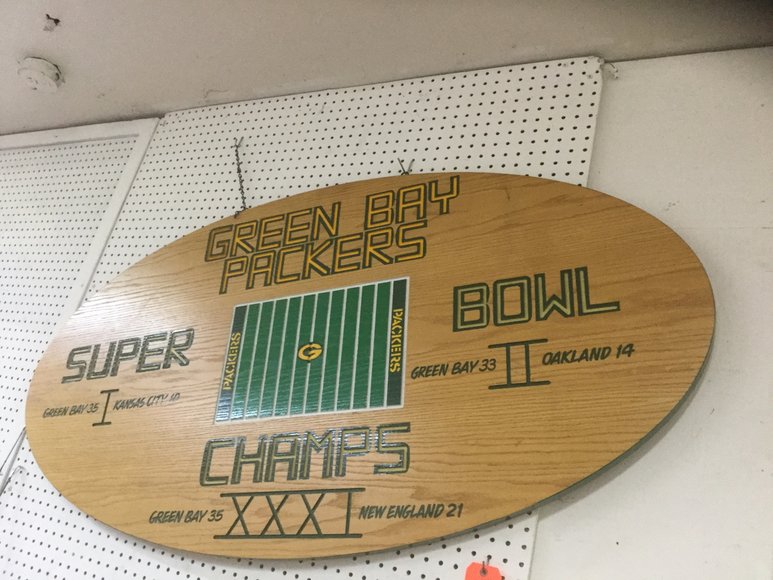 GREEN BAY
PACKERS
SUPER
BOWL
PACKERS
G
PACKERS
GREEN BAY 35 I KANSAS CITY 10
GREEN BAY 33 II OAKLAND 14
CHAMPS
GREEN BAY 35 XXXI NEW ENGLAND 21